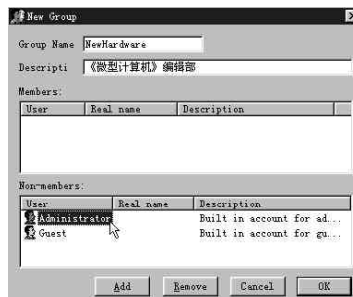 New Group
Group Name NewHardware
Descripti 《微型计算机》编辑部
Members:
User Real name Description
Non-members:
User Real name Description
Administrator Built in account for ad...
Guest Built in account for gu...
Add Remove Cancel OK